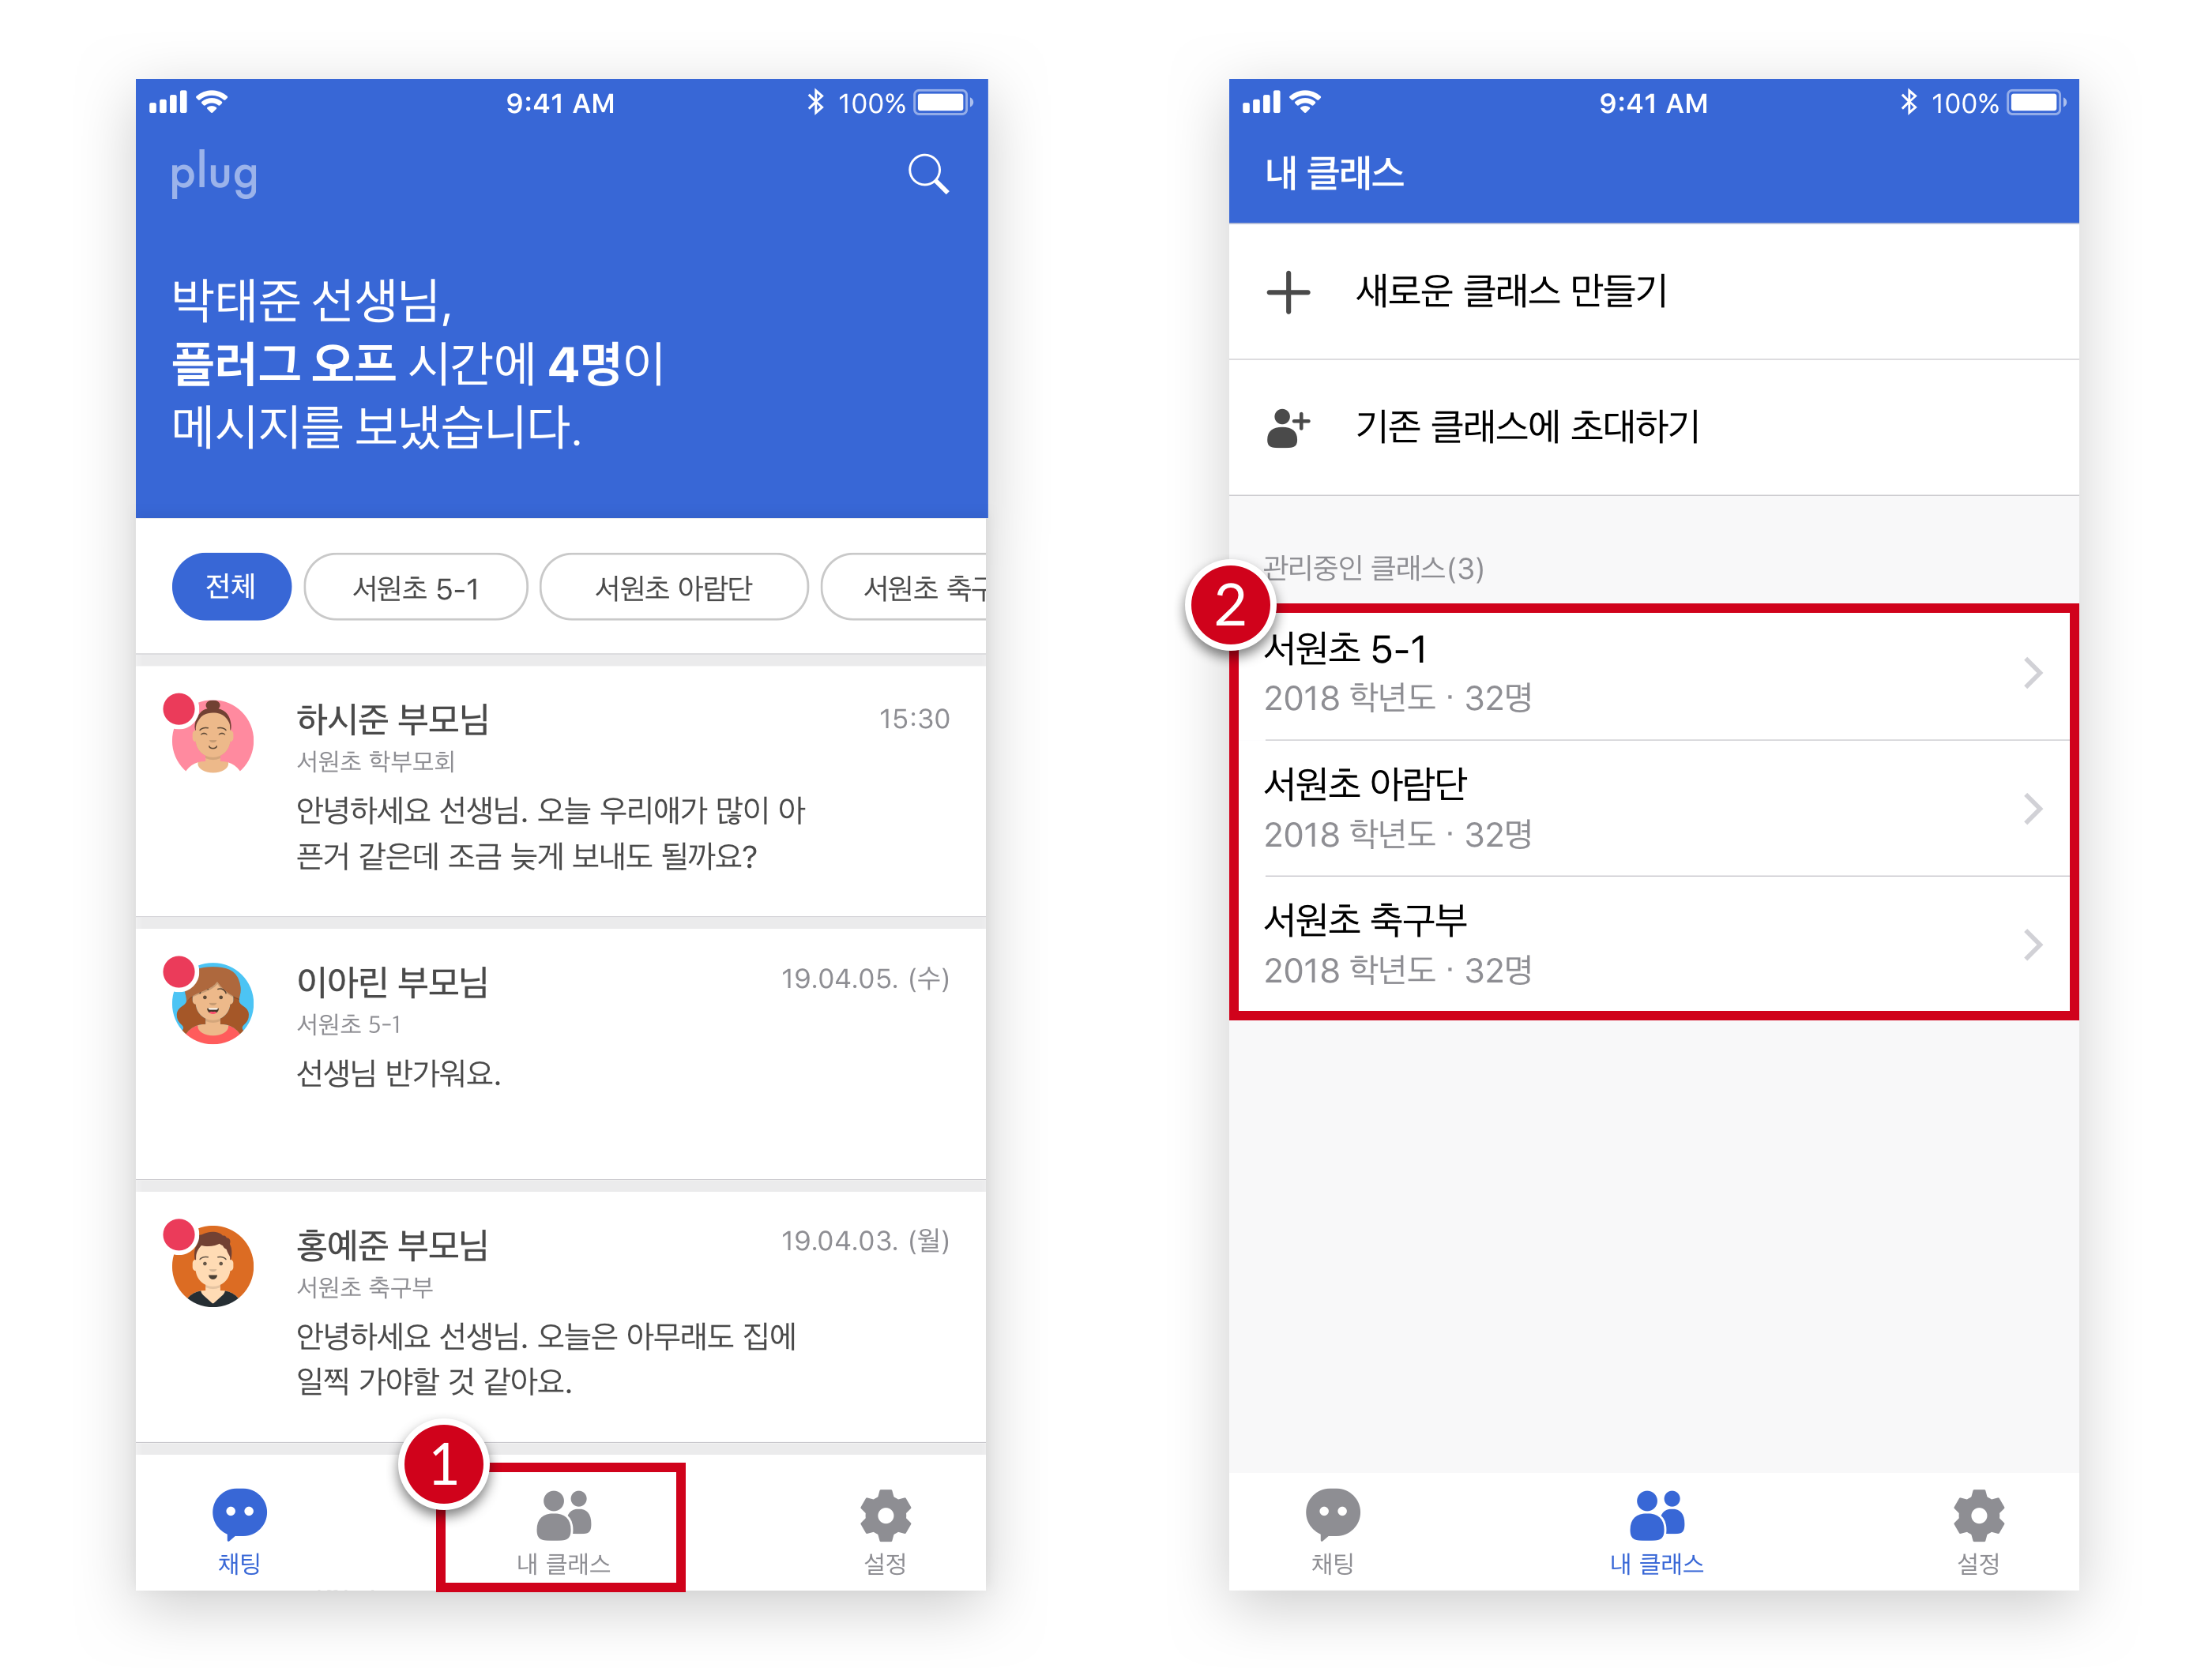 9:41 AM
100%
plug
박태준 선생님,
플러그 오프 시간에 4명이
메시지를 보냈습니다.
전체
서원초 5-1
서원초 아람단
서원초 축구
하시준 부모님
15:30
서원초 학부모회
안녕하세요 선생님. 오늘 우리애가 많이 아
픈거 같은데 조금 늦게 보내도 될까요?
이아린 부모님
19.04.05. (수)
서원초 5-1
선생님 반가워요.
홍예준 부모님
19.04.03. (월)
서원초 축구부
안녕하세요 선생님. 오늘은 아무래도 집에
일찍 가야할 것 같아요.
1
채팅
내 클래스
설정
9:41 AM
100%
내 클래스
새로운 클래스 만들기
기존 클래스에 초대하기
관리중인 클래스(3)
2
서원초 5-1
2018 학년도 · 32명
서원초 아람단
2018 학년도 · 32명
서원초 축구부
2018 학년도 · 32명
채팅
내 클래스
설정